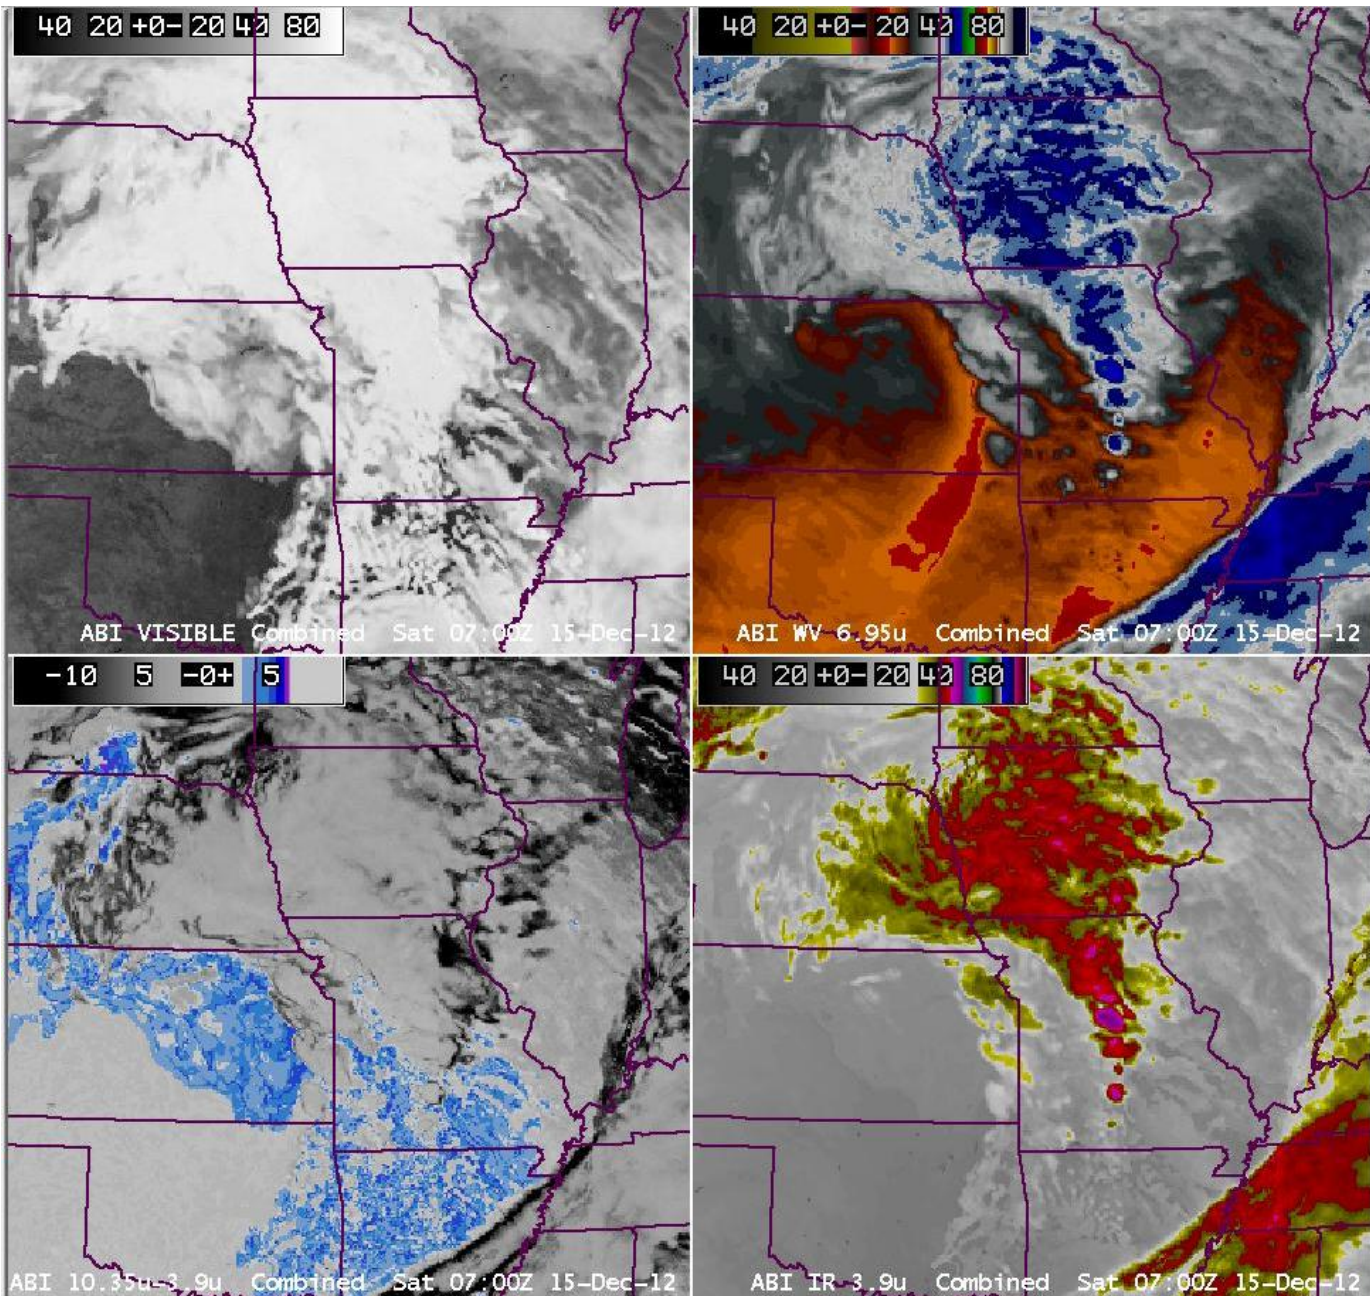 40 20 +0- 20 40 80
40 20 +0- 20 40 80
ABI VISIBLE Combined Sat 07:00Z 15-Dec-12
ABI WV 6.95u Combined Sat 07:00Z 15-Dec-12
-10 5 -0+ 5
40 20 +0- 20 40 80
ABI 10.35u-3.9u Combined Sat 07:00Z 15-Dec-12
ABI IR 3.9u Combined Sat 07:00Z 15-Dec-12